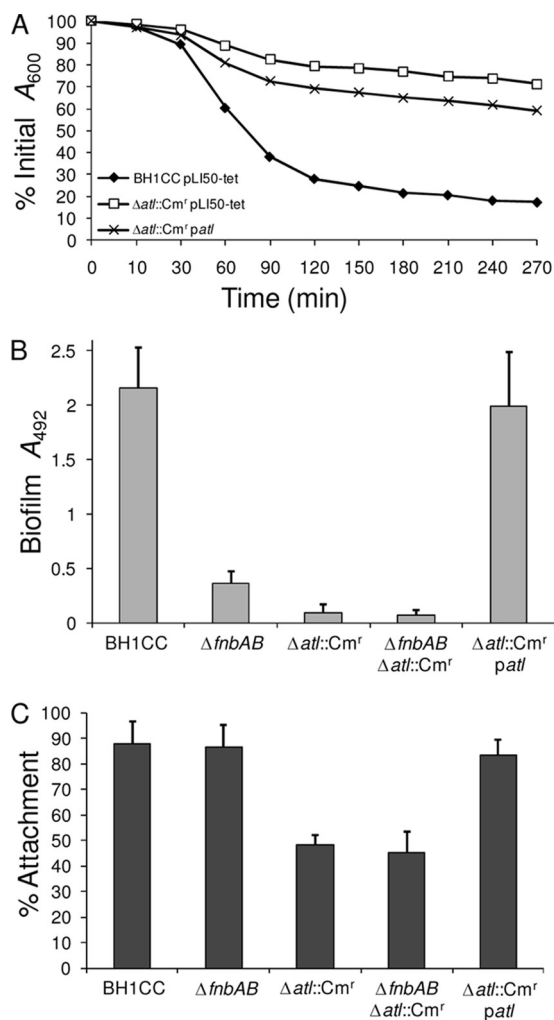 A
% Initial A600
100
90
80
70
60
50
40
30
20
10
0
BH1CC pLI50-tet
Δatl::Cmʳ pLI50-tet
Δatl::Cmʳ patl
0 10 30 60 90 120 150 180 210 240 270
Time (min)
B
Biofilm A492
2.5
2
1.5
1
0.5
0
BH1CC ΔfnbAB Δatl::Cmʳ ΔfnbAB Δatl::Cmʳ
Δatl::Cmʳ patl
C
% Attachment
100
90
80
70
60
50
40
30
20
10
0
BH1CC ΔfnbAB Δatl::Cmʳ ΔfnbAB Δatl::Cmʳ
Δatl::Cmʳ patl